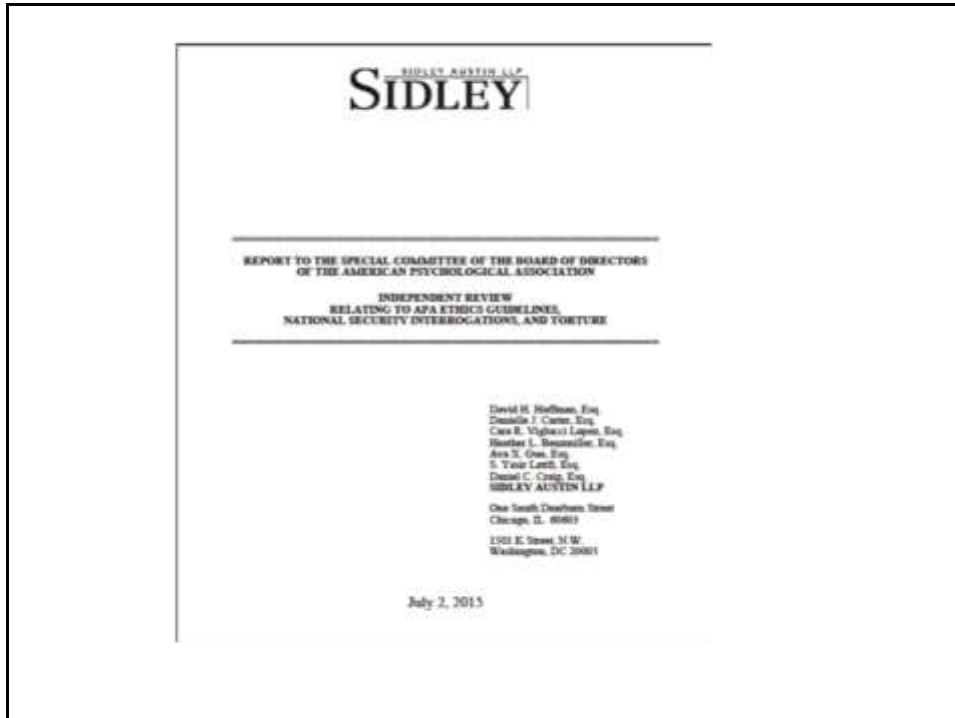 SIDLEY AUSTIN LLP
SIDLEY
REPORT TO THE SPECIAL COMMITTEE OF THE BOARD OF DIRECTORS
OF THE AMERICAN PSYCHOLOGICAL ASSOCIATION
INDEPENDENT REVIEW
RELATING TO APA ETHICS GUIDELINES,
NATIONAL SECURITY INTERROGATIONS, AND TORTURE
David H. Hoffman, Esq.
Danielle J. Carter, Esq.
Cara R. Viglucci Lopez, Esq.
Heather L. Benzmiller, Esq.
Ava X. Guo, Esq.
S. Yasir Latifi, Esq.
Daniel C. Craig, Esq.
SIDLEY AUSTIN LLP
One South Dearborn Street
Chicago, IL 60603
1501 K Street, N.W.
Washington, DC 20005
July 2, 2015